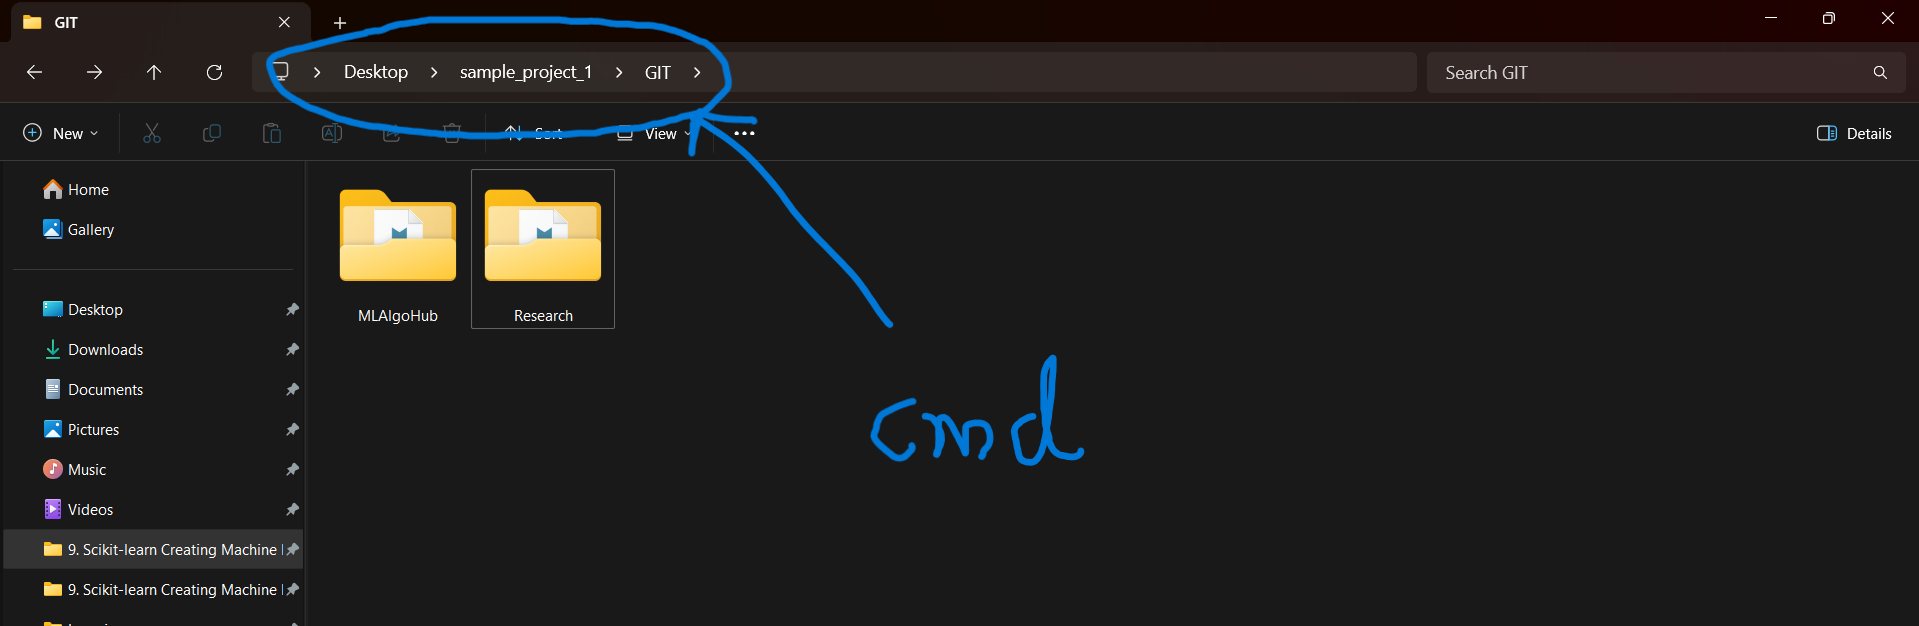 GIT
Desktop > sample_project_1 > GIT >
Search GIT
New
Sort
View
Details
Home
Gallery
MLAlgoHub
Research
Desktop
Downloads
Documents
Pictures
Music
Videos
9. Scikit-learn Creating Machine
9. Scikit-learn Creating Machine
cmd